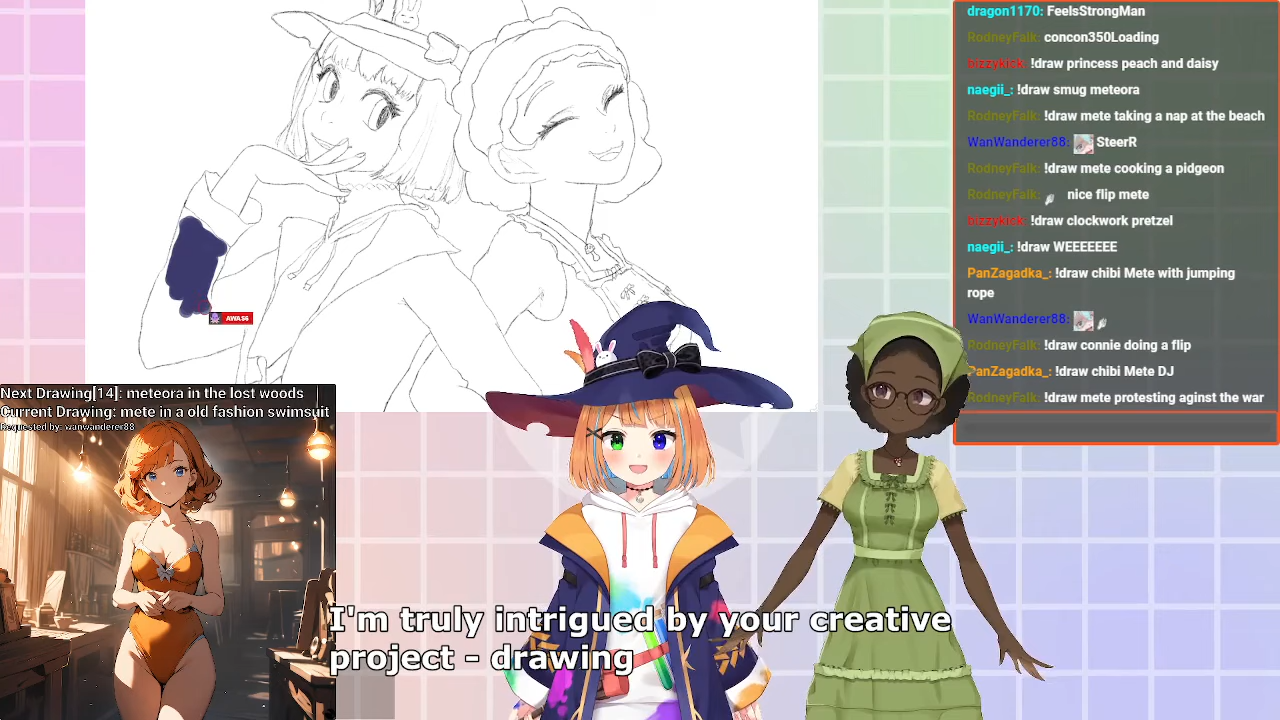 dragon1170: FeelsStrongMan
RodneyFalk: concon350Loading
bizzykick: !draw princess peach and daisy
naegii_: !draw smug meteora
RodneyFalk: !draw mete taking a nap at the beach
WanWanderer88: SteerR
RodneyFalk: !draw mete cooking a pidgeon
RodneyFalk: nice flip mete
bizzykick: !draw clockwork pretzel
naegii_: !draw WEEEEEEE
PanZagadka_: !draw chibi Mete with jumping
rope
WanWanderer88:
RodneyFalk: !draw connie doing a flip
PanZagadka_: !draw chibi Mete DJ
RodneyFalk: !draw mete protesting aginst the war
AWAS6
Next Drawing[14]: meteora in the lost woods
Current Drawing: mete in a old fashion swimsuit
Requested by: wanwanderer88
I'm truly intrigued by your creative
project - drawing